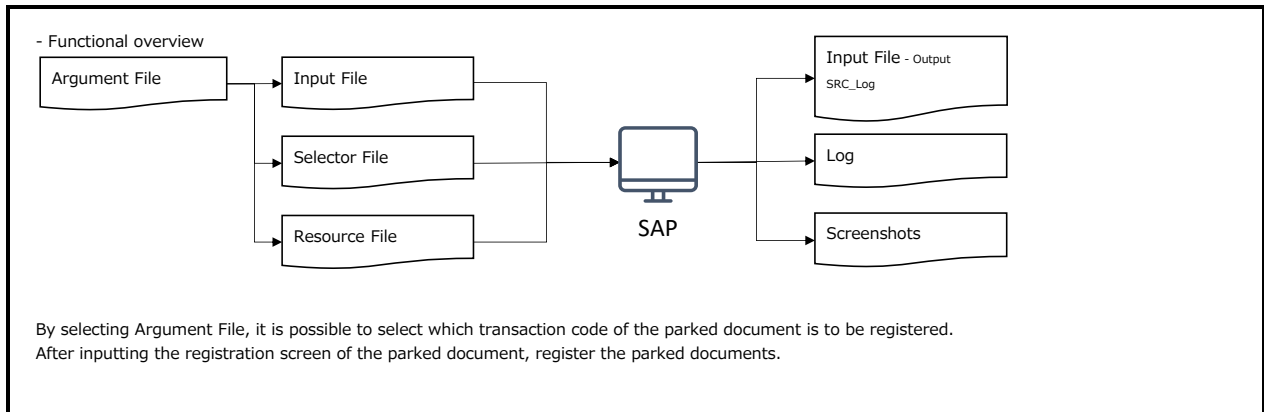 - Functional overview
Argument File
Input File
Selector File
Resource File
SAP
Input File - Output
SRC_Log
Log
Screenshots
By selecting Argument File, it is possible to select which transaction code of the parked document is to be registered.
After inputting the registration screen of the parked document, register the parked documents.